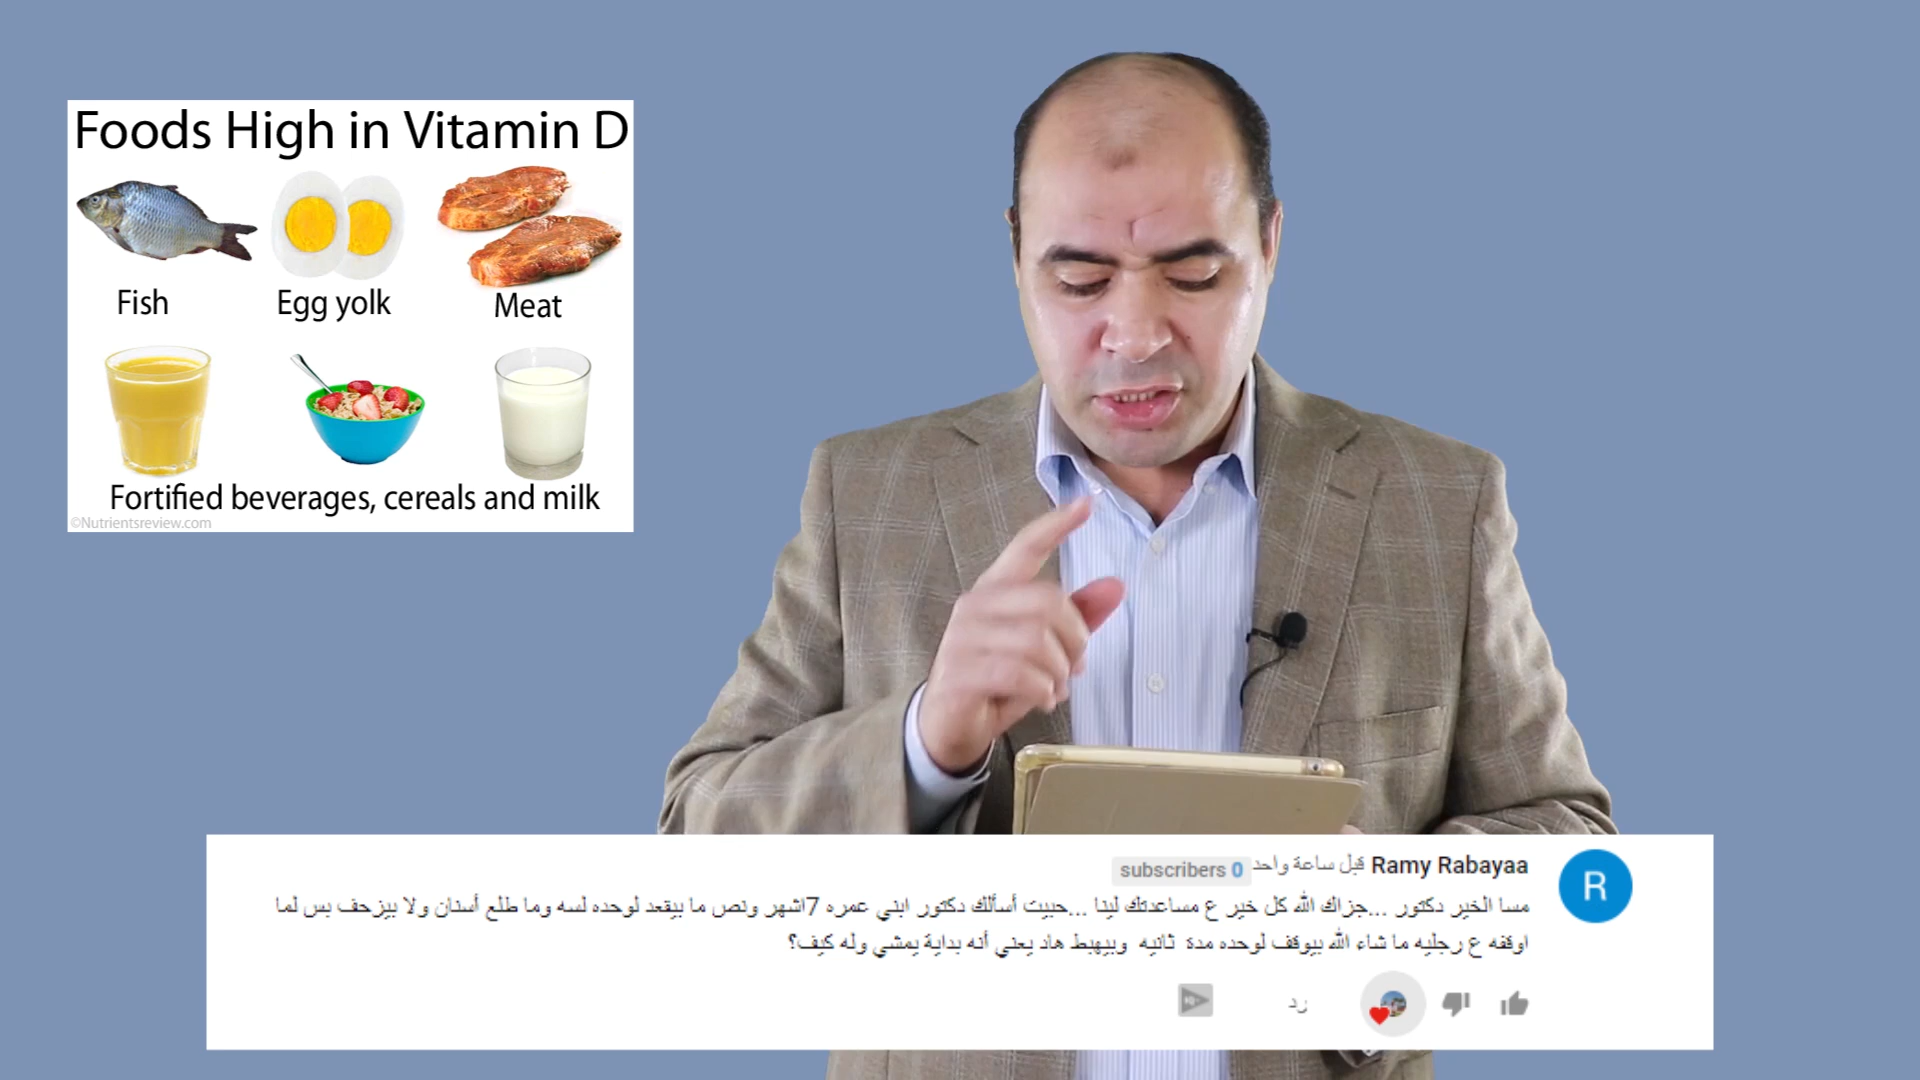 Foods High in Vitamin D
Fish
Egg yolk
Meat
Fortified beverages, cereals and milk
©Nutrientsreview.com
Ramy Rabayaa قبل ساعة واحدة subscribers 0
R
مسا الخير دكتور ...جزاك الله كل خير ع مساعدتك لينا ...حبيت أسألك دكتور ابني عمره 7اشهر ونص ما بيقعد لوحده لسه وما طلع أسنان ولا بيزحف بس لما
اوقفه ع رجليه ما شاء الله بيوقف لوحده مدة ثانيه وبيهبط هاد يعني أنه بداية يمشي وله كيف؟
رد